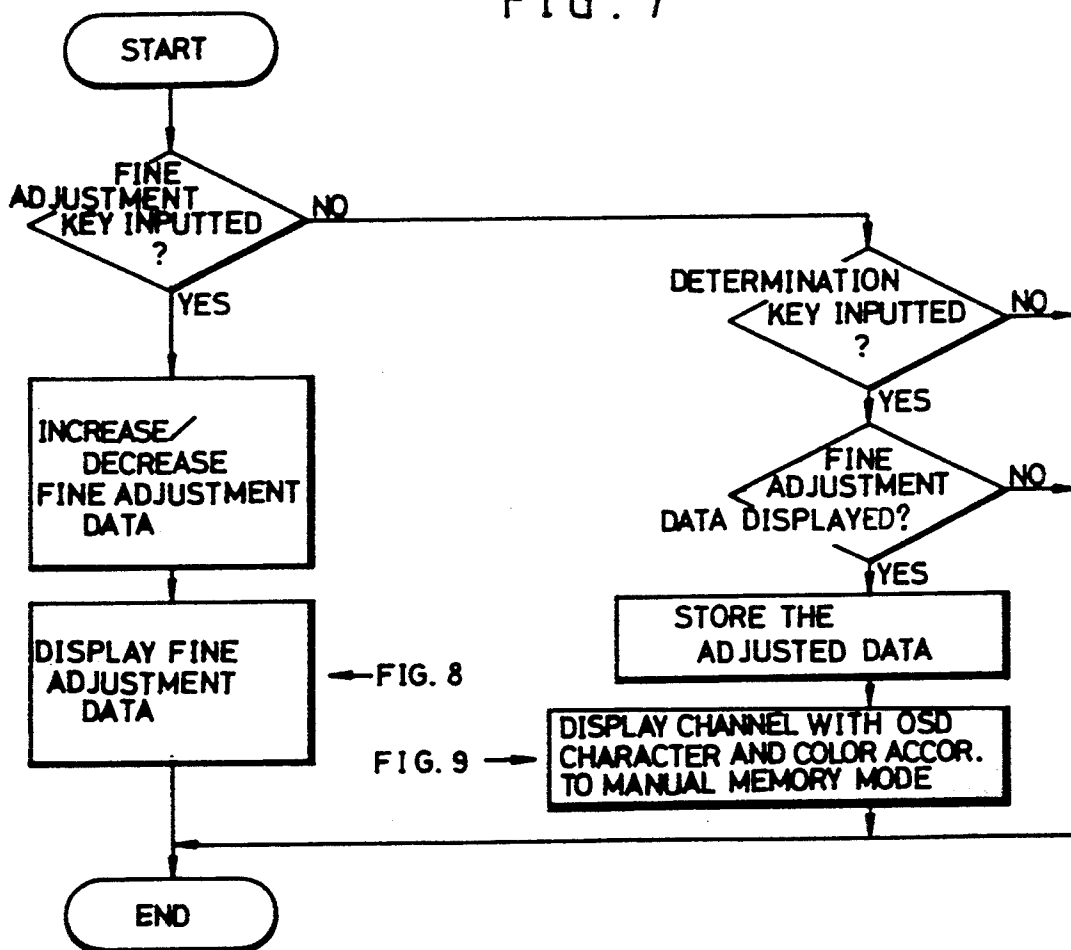 FIG. 7
START
FINE
ADJUSTMENT
KEY INPUTTED
?
NO
YES
INCREASE/
DECREASE
FINE ADJUSTMENT
DATA
DISPLAY FINE
ADJUSTMENT
DATA
FIG. 8
DETERMINATION
KEY INPUTTED
?
NO
YES
FINE
ADJUSTMENT
DATA DISPLAYED?
NO
YES
STORE THE
ADJUSTED DATA
FIG. 9
DISPLAY CHANNEL WITH OSD
CHARACTER AND COLOR ACCOR.
TO MANUAL MEMORY MODE
END